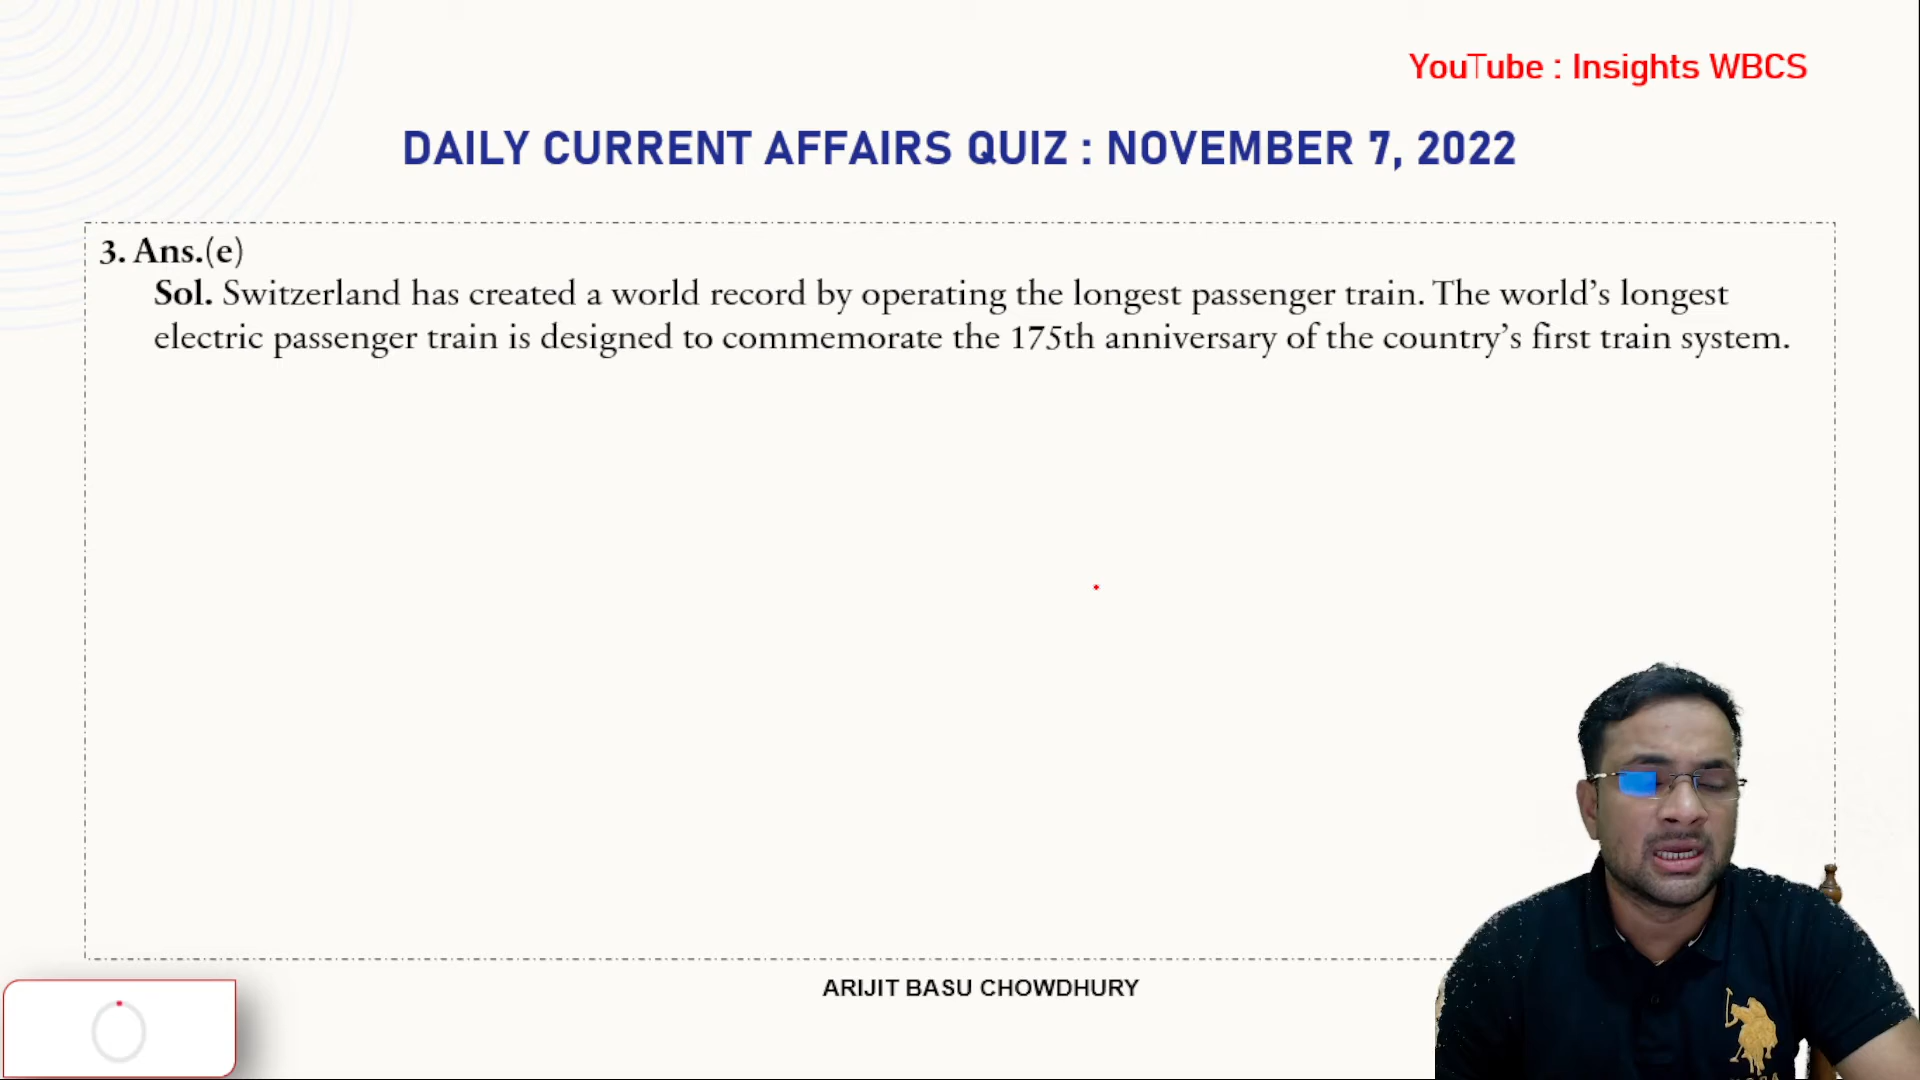 YouTube : Insights WBCS
DAILY CURRENT AFFAIRS QUIZ : NOVEMBER 7, 2022
3. Ans.(e)
Sol. Switzerland has created a world record by operating the longest passenger train. The world’s longest
electric passenger train is designed to commemorate the 175th anniversary of the country’s first train system.
ARIJIT BASU CHOWDHURY